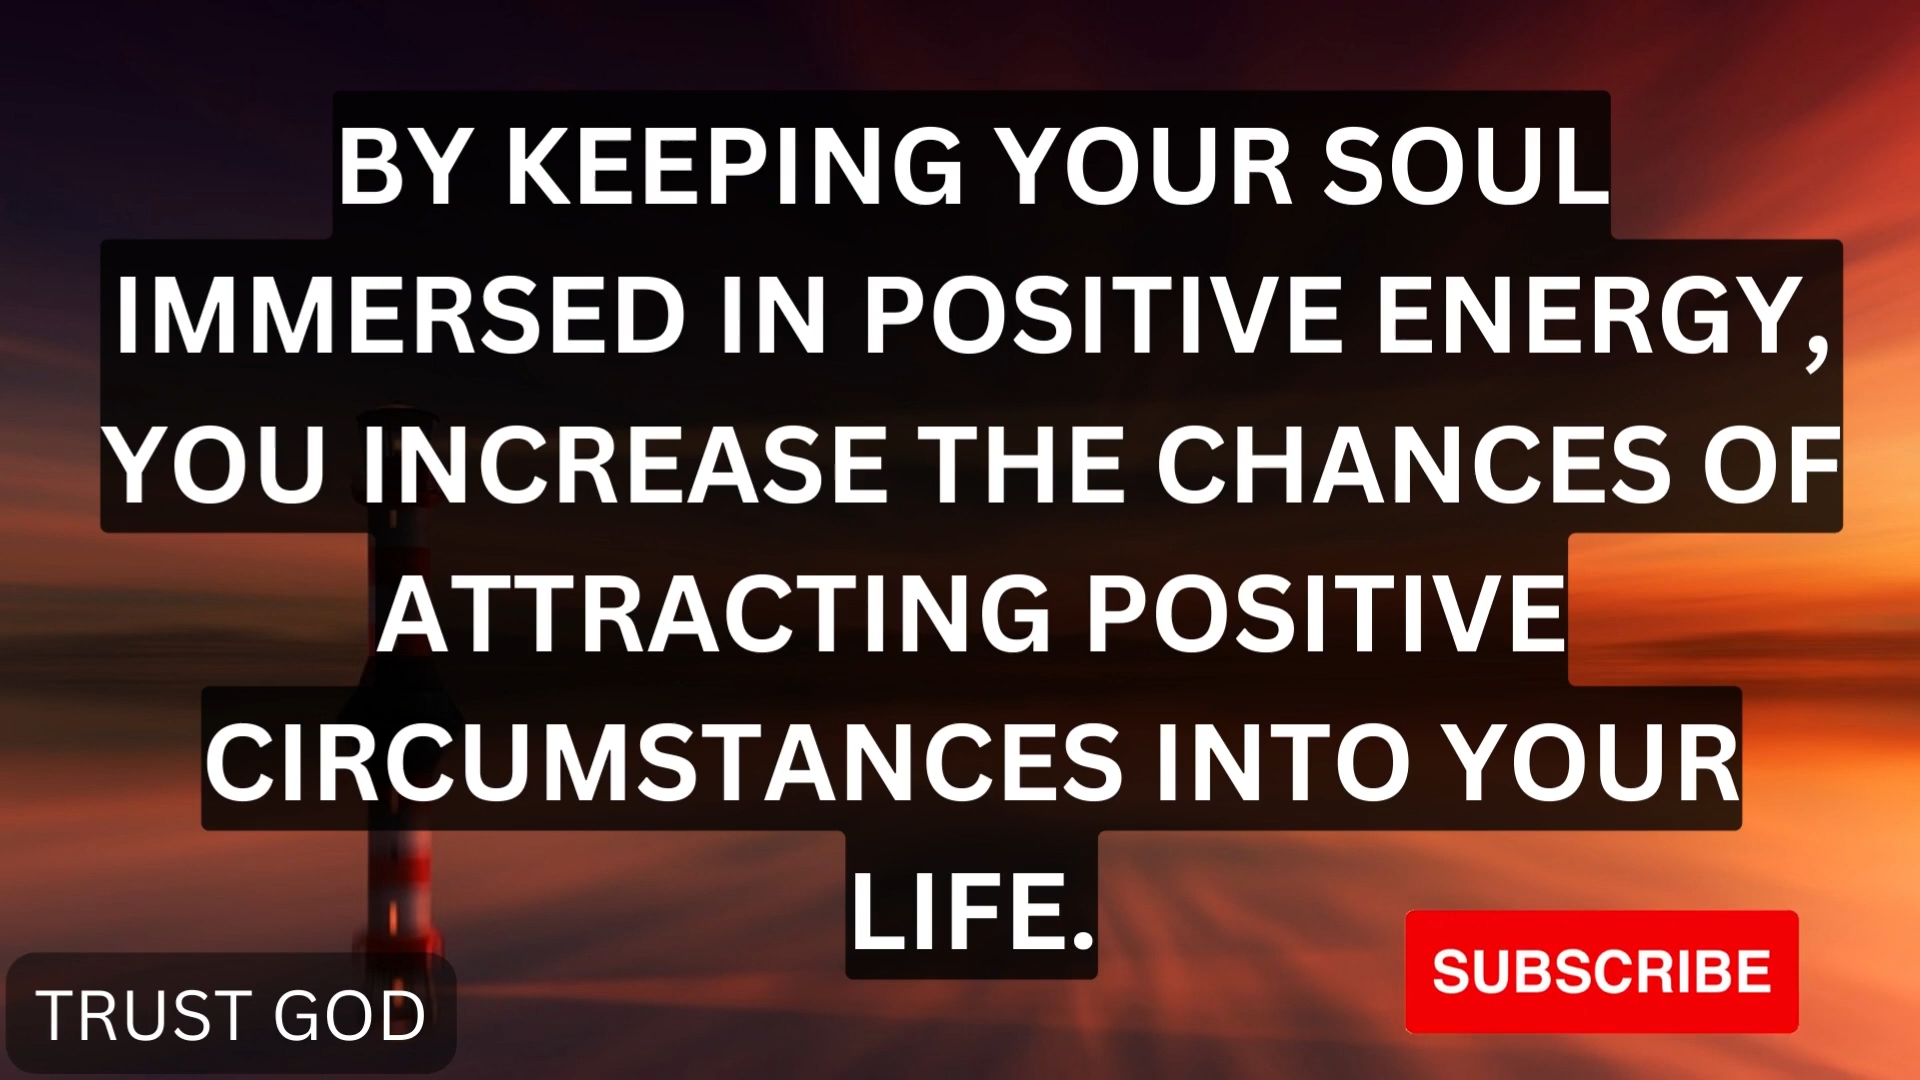 BY KEEPING YOUR SOUL
IMMERSED IN POSITIVE ENERGY,
YOU INCREASE THE CHANCES OF
ATTRACTING POSITIVE
CIRCUMSTANCES INTO YOUR
LIFE.
SUBSCRIBE
TRUST GOD